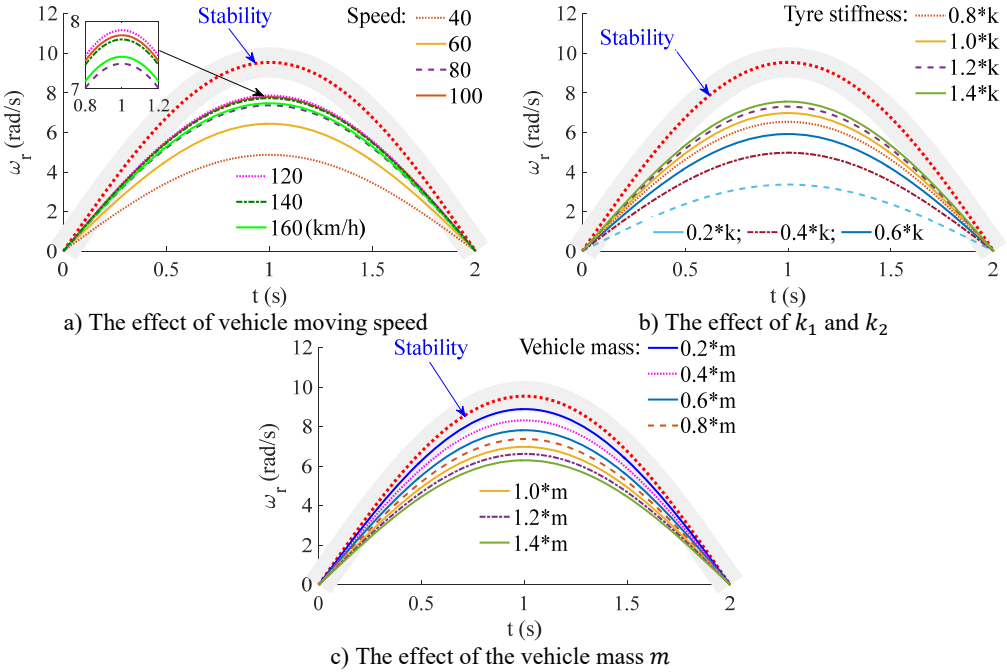 Stability
Speed:
40
60
80
100
8
7
0.8
1
1.2
12
10
8
6
4
2
0
ωr (rad/s)
120
140
160(km/h)
0
0.5
1
1.5
2
t (s)
a) The effect of vehicle moving speed
Tyre stiffness:
0.8*k
1.0*k
1.2*k
1.4*k
Stability
12
10
8
6
4
2
0
ωr (rad/s)
0.2*k; 0.4*k; 0.6*k
0
0.5
1
1.5
2
t (s)
b) The effect of k1 and k2
Stability
Vehicle mass:
0.2*m
0.4*m
0.6*m
0.8*m
12
10
8
6
4
2
0
ωr (rad/s)
1.0*m
1.2*m
1.4*m
0
0.5
1
1.5
2
t (s)
c) The effect of the vehicle mass m